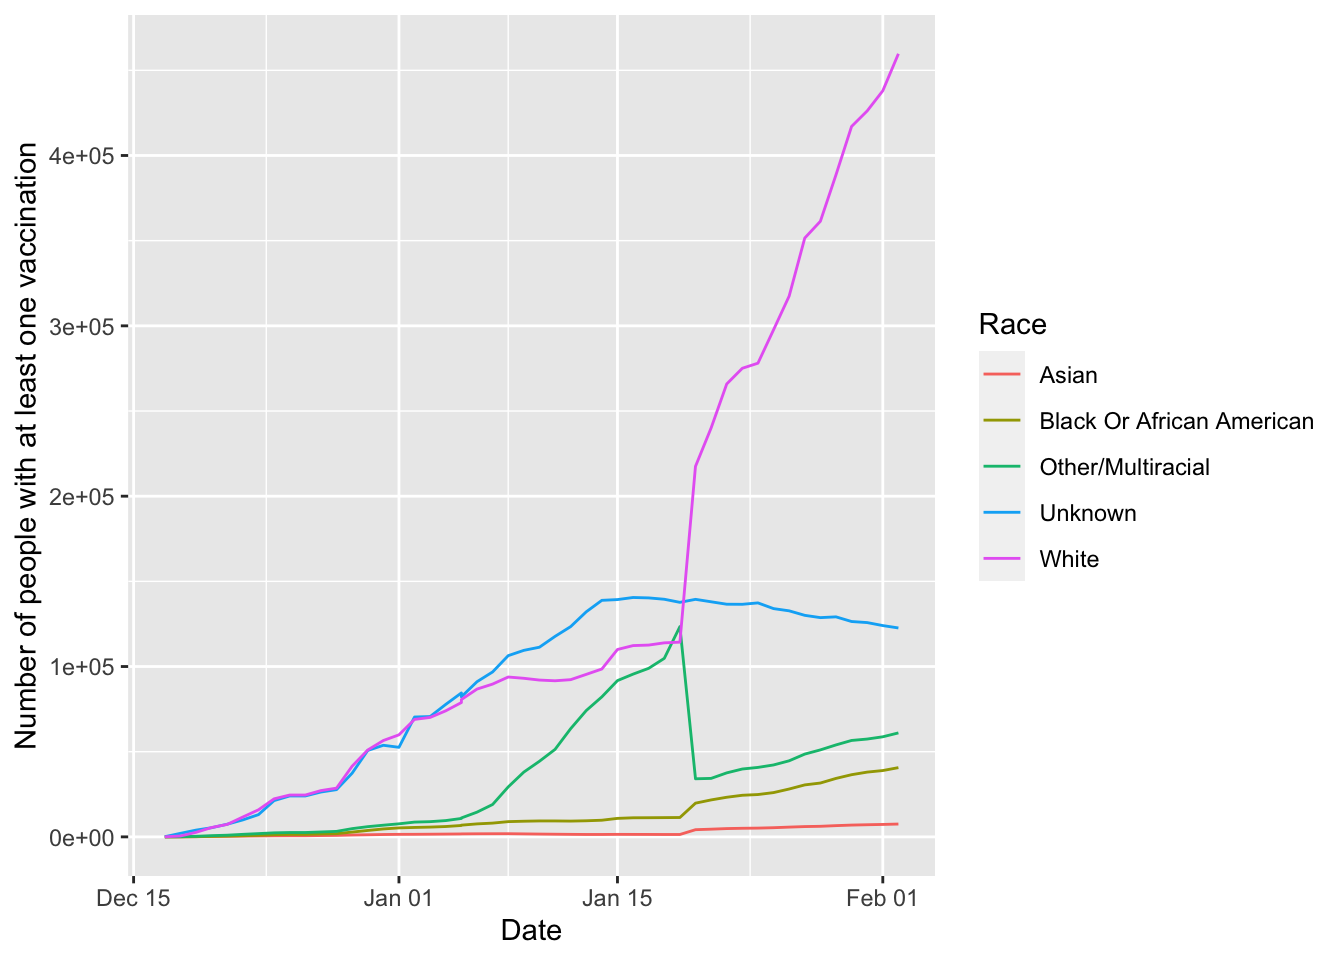 Number of people with at least one vaccination
4e+05
3e+05
2e+05
1e+05
0e+00
Dec 15
Jan 01
Jan 15
Feb 01
Date
Race
Asian
Black Or African American
Other/Multiracial
Unknown
White